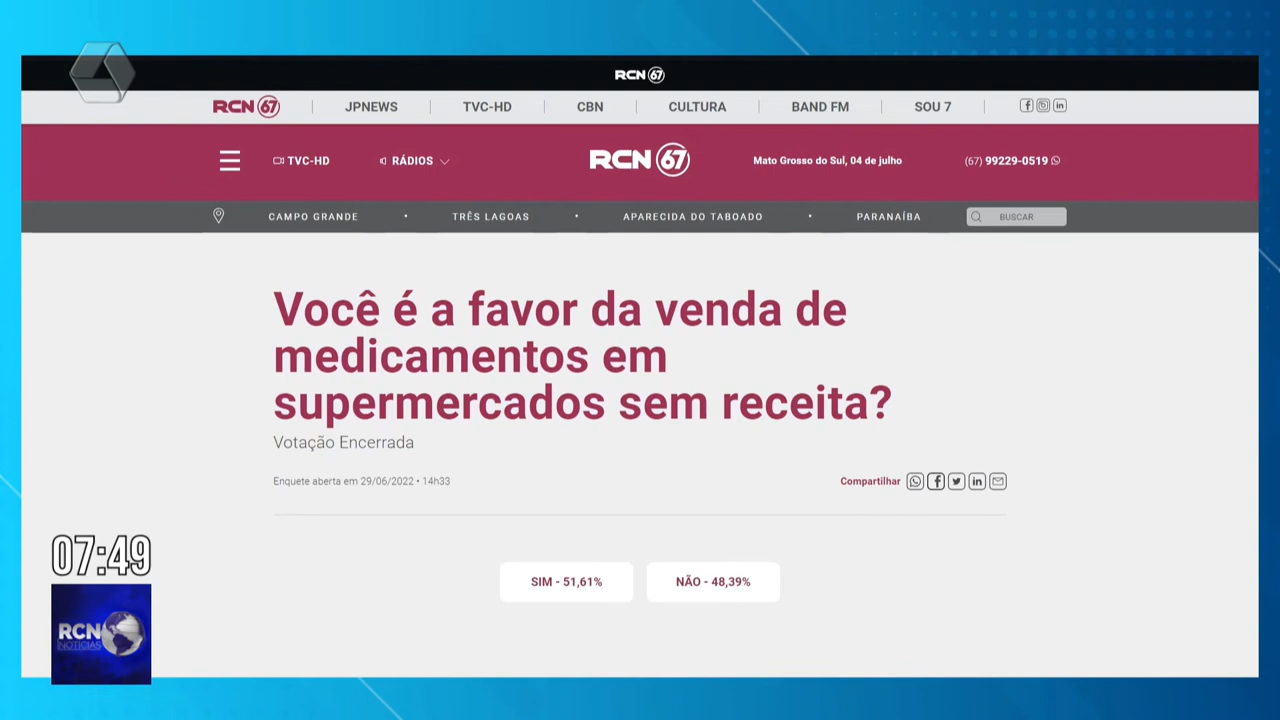 RCN 67
RCN 67 JPNEWS TVC-HD CBN CULTURA BAND FM SOU 7
TVC-HD RÁDIOS RCN 67 Mato Grosso do Sul, 04 de julho (67) 99229-0519
CAMPO GRANDE • TRÊS LAGOAS • APARECIDA DO TABOADO • PARANAÍBA BUSCAR
Você é a favor da venda de
medicamentos em
supermercados sem receita?
Votação Encerrada
Enquete aberta em 29/06/2022 • 14h33 Compartilhar
SIM - 51,61% NÃO - 48,39%
07:49
RCN
NOTÍCIAS